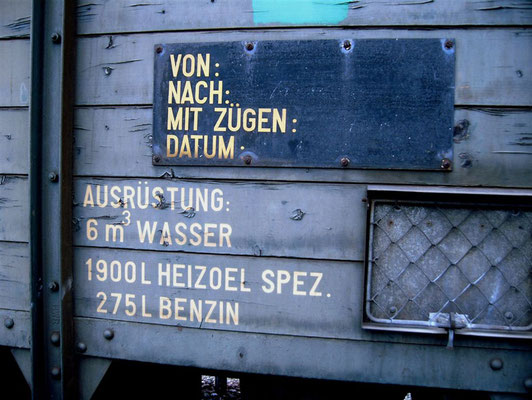 VON:
NACH:
MIT ZÜGEN:
DATUM:
AUSRÜSTUNG:
6 m³ WASSER
1900 L HEIZOEL SPEZ.
275 L BENZIN